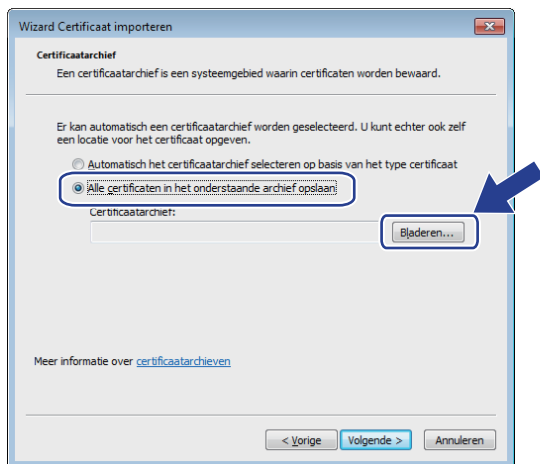 Wizard Certificaat importeren
Certificaatarchief
Een certificaatarchief is een systeemgebied waarin certificaten worden bewaard.
Er kan automatisch een certificaatarchief worden geselecteerd. U kunt echter ook zelf
een locatie voor het certificaat opgeven.
Automatisch het certificaatarchief selecteren op basis van het type certificaat
Alle certificaten in het onderstaande archief opslaan
Certificaatarchief:
Bladeren...
Meer informatie over certificaatarchieven
< Vorige
Volgende >
Annuleren